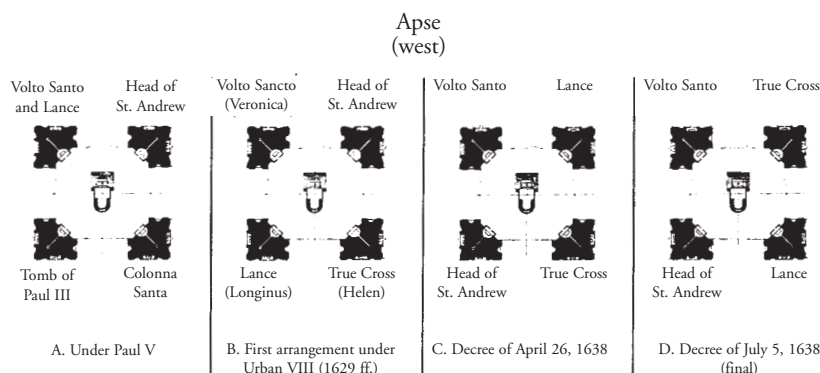 Apse
(west)
Volto Santo
and Lance
Head of
St. Andrew
Tomb of
Paul III
Colonna
Santa
A. Under Paul V
Volto Sancto
(Veronica)
Head of
St. Andrew
Lance
(Longinus)
True Cross
(Helen)
B. First arrangement under
Urban VIII (1629 ff.)
Volto Santo
Lance
Head of
St. Andrew
True Cross
C. Decree of April 26, 1638
Volto Santo
True Cross
Head of
St. Andrew
Lance
D. Decree of July 5, 1638
(final)